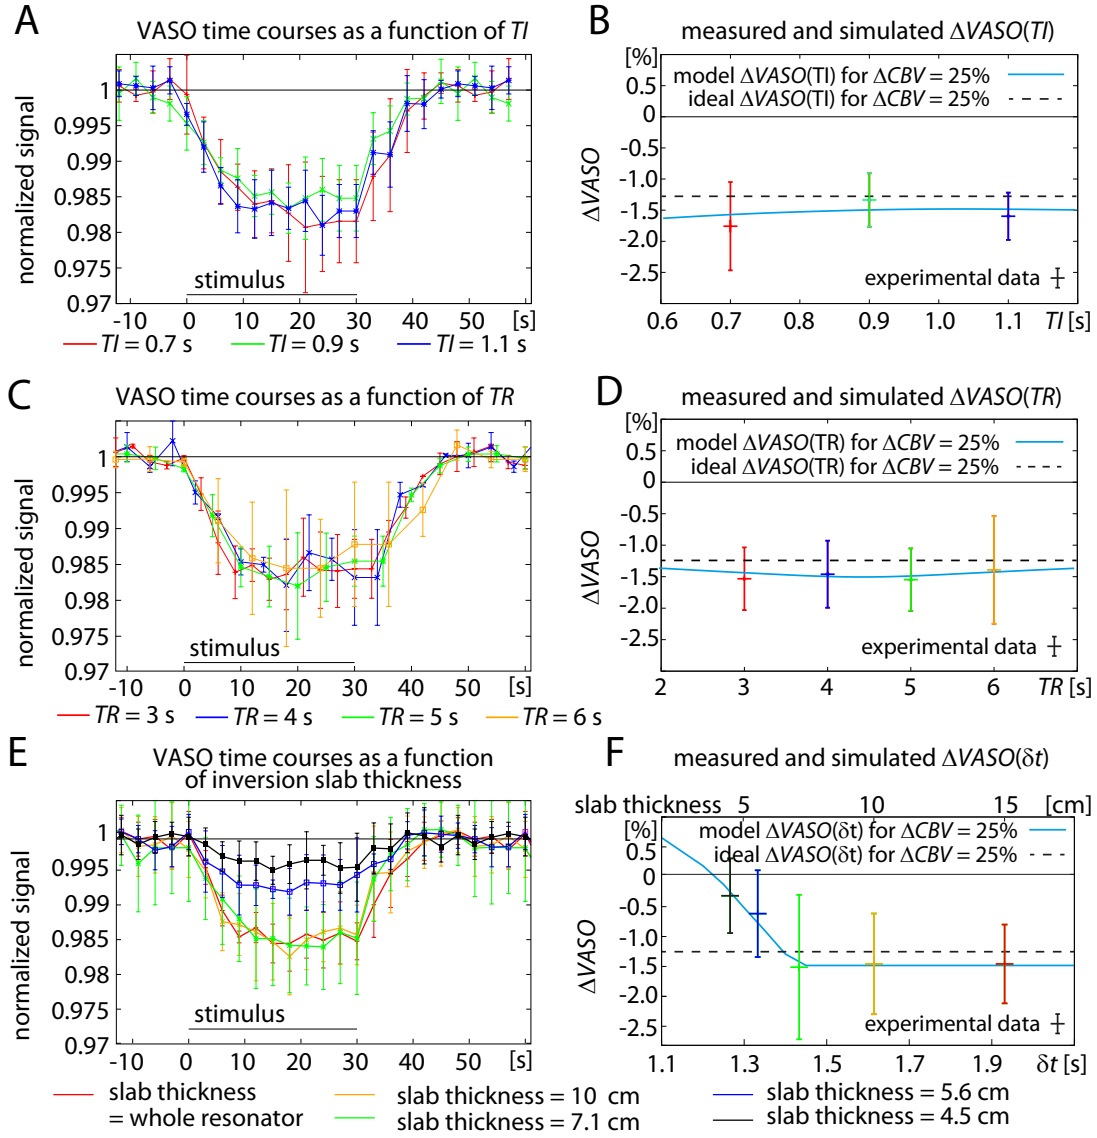 A
VASO time courses as a function of TI
normalized signal
1
0.995
0.99
0.985
0.98
0.975
0.97
stimulus
-10 0 10 20 30 40 50 [s]
TI = 0.7 s TI = 0.9 s TI = 1.1 s
B
measured and simulated ΔVASO(TI)
[%]
model ΔVASO(TI) for ΔCBV = 25%
ideal ΔVASO(TI) for ΔCBV = 25%
ΔVASO
0.5
0
-0.5
-1.0
-1.5
-2.0
-2.5
experimental data
0.6 0.7 0.8 0.9 1.0 1.1 TI [s]
C
VASO time courses as a function of TR
normalized signal
1
0.995
0.99
0.985
0.98
0.975
0.97
stimulus
-10 0 10 20 30 40 50 [s]
TR = 3 s TR = 4 s TR = 5 s TR = 6 s
D
measured and simulated ΔVASO(TR)
[%]
model ΔVASO(TR) for ΔCBV = 25%
ideal ΔVASO(TR) for ΔCBV = 25%
ΔVASO
0.5
0
-0.5
-1.0
-1.5
-2.0
-2.5
experimental data
2 3 4 5 6 TR [s]
E
VASO time courses as a function
of inversion slab thickness
normalized signal
1
0.995
0.99
0.985
0.98
0.975
0.97
stimulus
-10 0 10 20 30 40 50 [s]
slab thickness
= whole resonator
slab thickness = 10 cm
slab thickness = 7.1 cm
slab thickness = 5.6 cm
slab thickness = 4.5 cm
F
measured and simulated ΔVASO(δt)
slab thickness 5 10 15 [cm]
[%]
model ΔVASO(δt) for ΔCBV = 25%
ideal ΔVASO(δt) for ΔCBV = 25%
ΔVASO
0.5
0
-0.5
-1.0
-1.5
-2.0
-2.5
experimental data
1.1 1.3 1.5 1.7 1.9 δt [s]